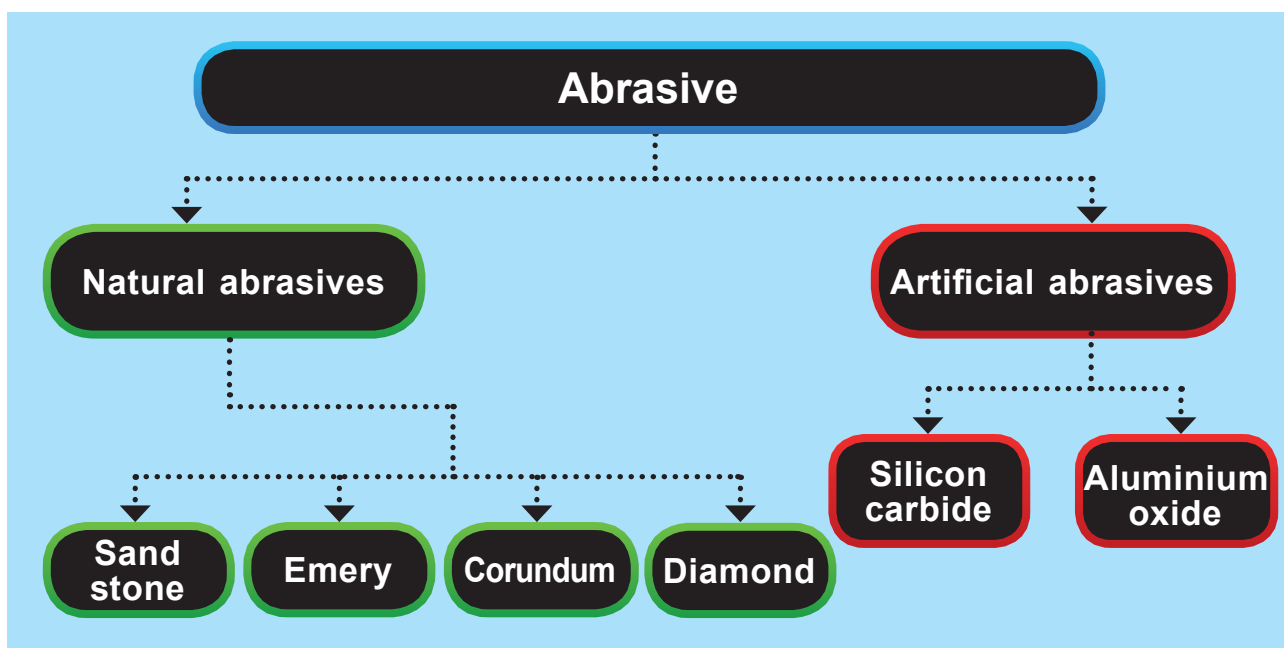 Abrasive
Natural abrasives
Artificial abrasives
Silicon
carbide
Aluminium
oxide
Sand
stone
Emery
Corundum
Diamond